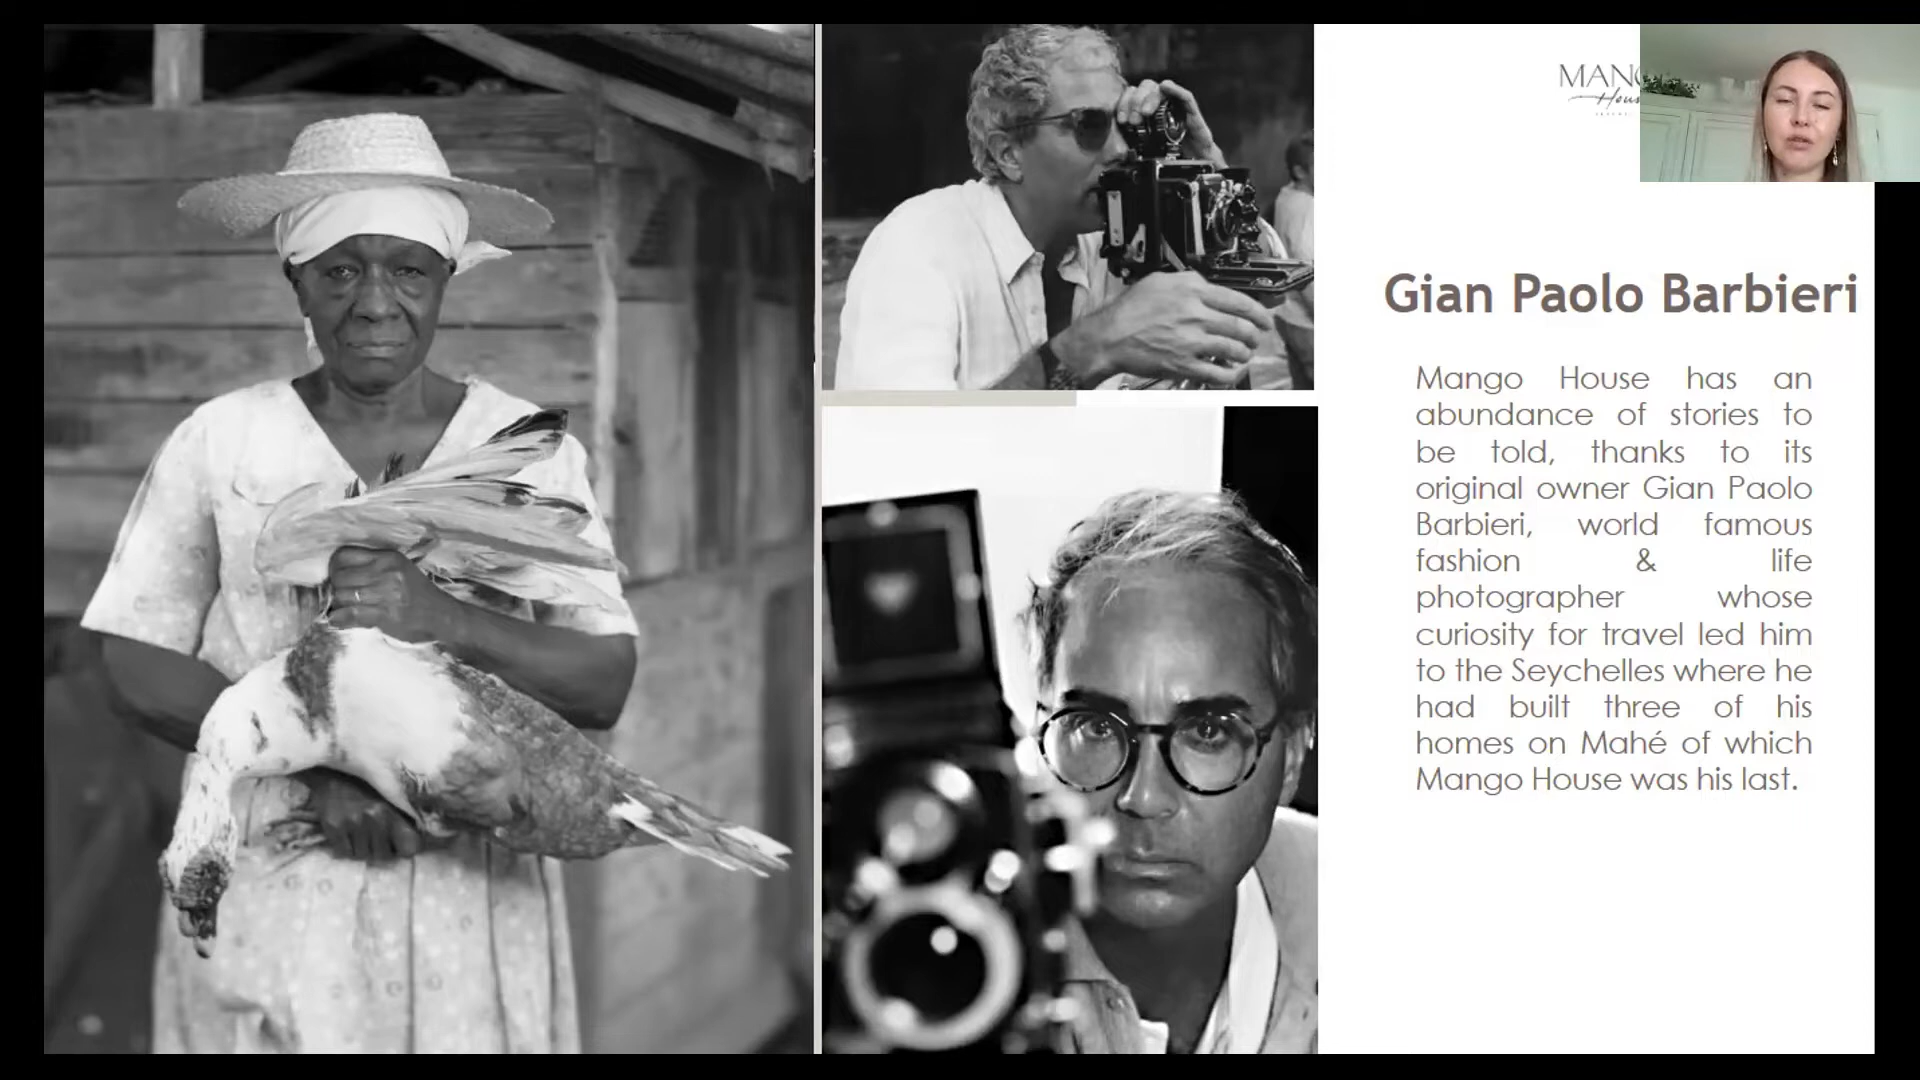 Gian Paolo Barbieri
Mango House has an
abundance of stories to
be told, thanks to its
original owner Gian Paolo
Barbieri, world famous
fashion & life
photographer whose
curiosity for travel led him
to the Seychelles where he
had built three of his
homes on Mahé of which
Mango House was his last.